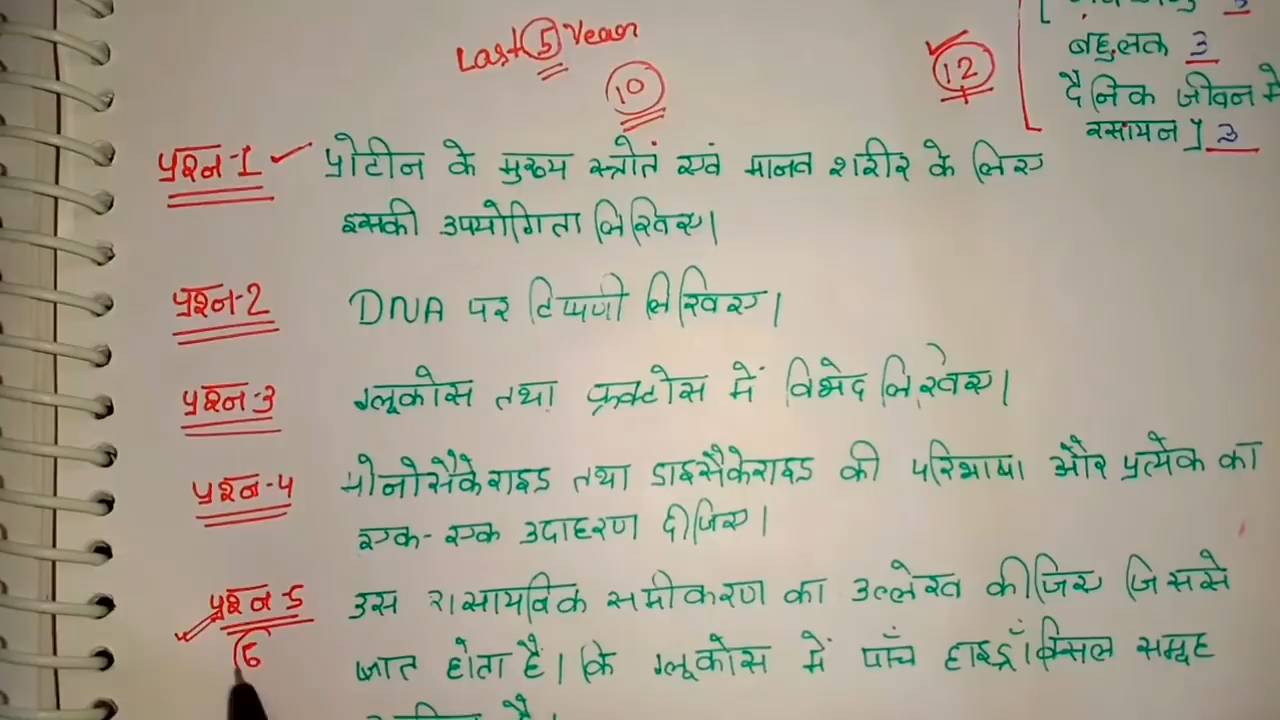 Last 5 Year
10
12
बहुलक 3
दैनिक जीवन मे
रसायन] 3
प्रश्न-1 प्रोटीन के मुख्य स्त्रोतं एवं मानव शरीर के लिए
इसकी उपयोगिता लिखिए।
प्रश्न-2 DNA पर टिप्पणी लिखिए।
प्रश्न-3 ग्लूकोस तथा फ्रक्टोस में विभेद लिखिए।
प्रश्न-4 मोनोसैकेराइड तथा डाइसैकेराइड की परिभाषा और प्रत्येक का
एक-एक उदाहरण दीजिए।
प्रश्न-5 उस रासायनिक समीकरण का उल्लेख कीजिए जिससे
6 ज्ञात होता है। कि ग्लूकोस में पाँच हाइड्रॉक्सिल समूह